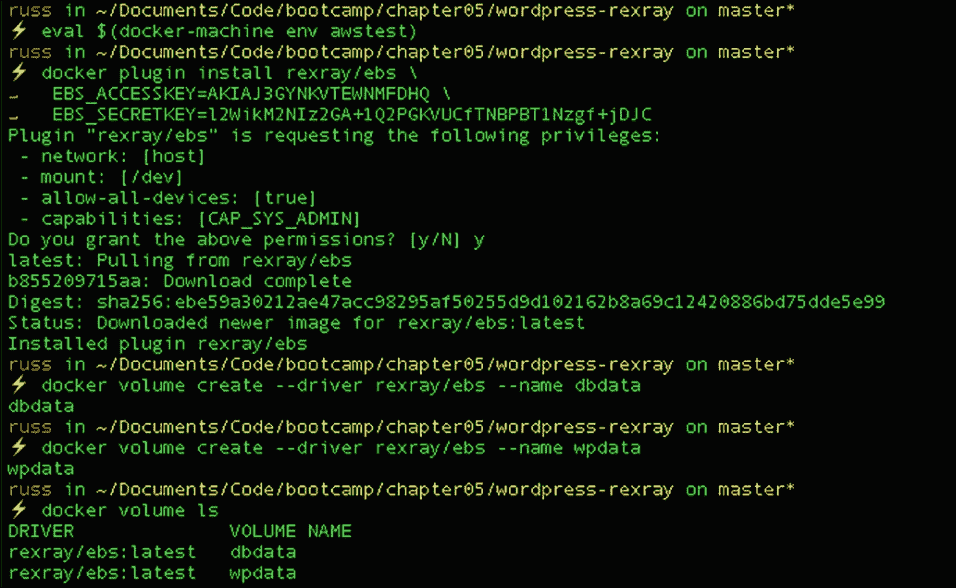 russ in ~/Documents/Code/bootcamp/chapter05/wordpress-rexray on master*
⚡ eval $(docker-machine env awstest)
russ in ~/Documents/Code/bootcamp/chapter05/wordpress-rexray on master*
⚡ docker plugin install rexray/ebs \
EBS_ACCESSKEY=AKIAJ3GYNKVTEWNMFDHQ \
EBS_SECRETKEY=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
Plugin "rexray/ebs" is requesting the following privileges:
- network: [host]
- mount: [/dev]
- allow-all-devices: [true]
- capabilities: [CAP_SYS_ADMIN]
Do you grant the above permissions? [y/N] y
latest: Pulling from rexray/ebs
b855209715aa: Download complete
Digest: sha256:ebe59a30212ae47acc98295af50255d9d102162b8a69c12420886bd75dde5e99
Status: Downloaded newer image for rexray/ebs:latest
Installed plugin rexray/ebs
russ in ~/Documents/Code/bootcamp/chapter05/wordpress-rexray on master*
⚡ docker volume create --driver rexray/ebs --name dbdata
dbdata
russ in ~/Documents/Code/bootcamp/chapter05/wordpress-rexray on master*
⚡ docker volume create --driver rexray/ebs --name wpdata
wpdata
russ in ~/Documents/Code/bootcamp/chapter05/wordpress-rexray on master*
⚡ docker volume ls
DRIVER VOLUME NAME
rexray/ebs:latest dbdata
rexray/ebs:latest wpdata